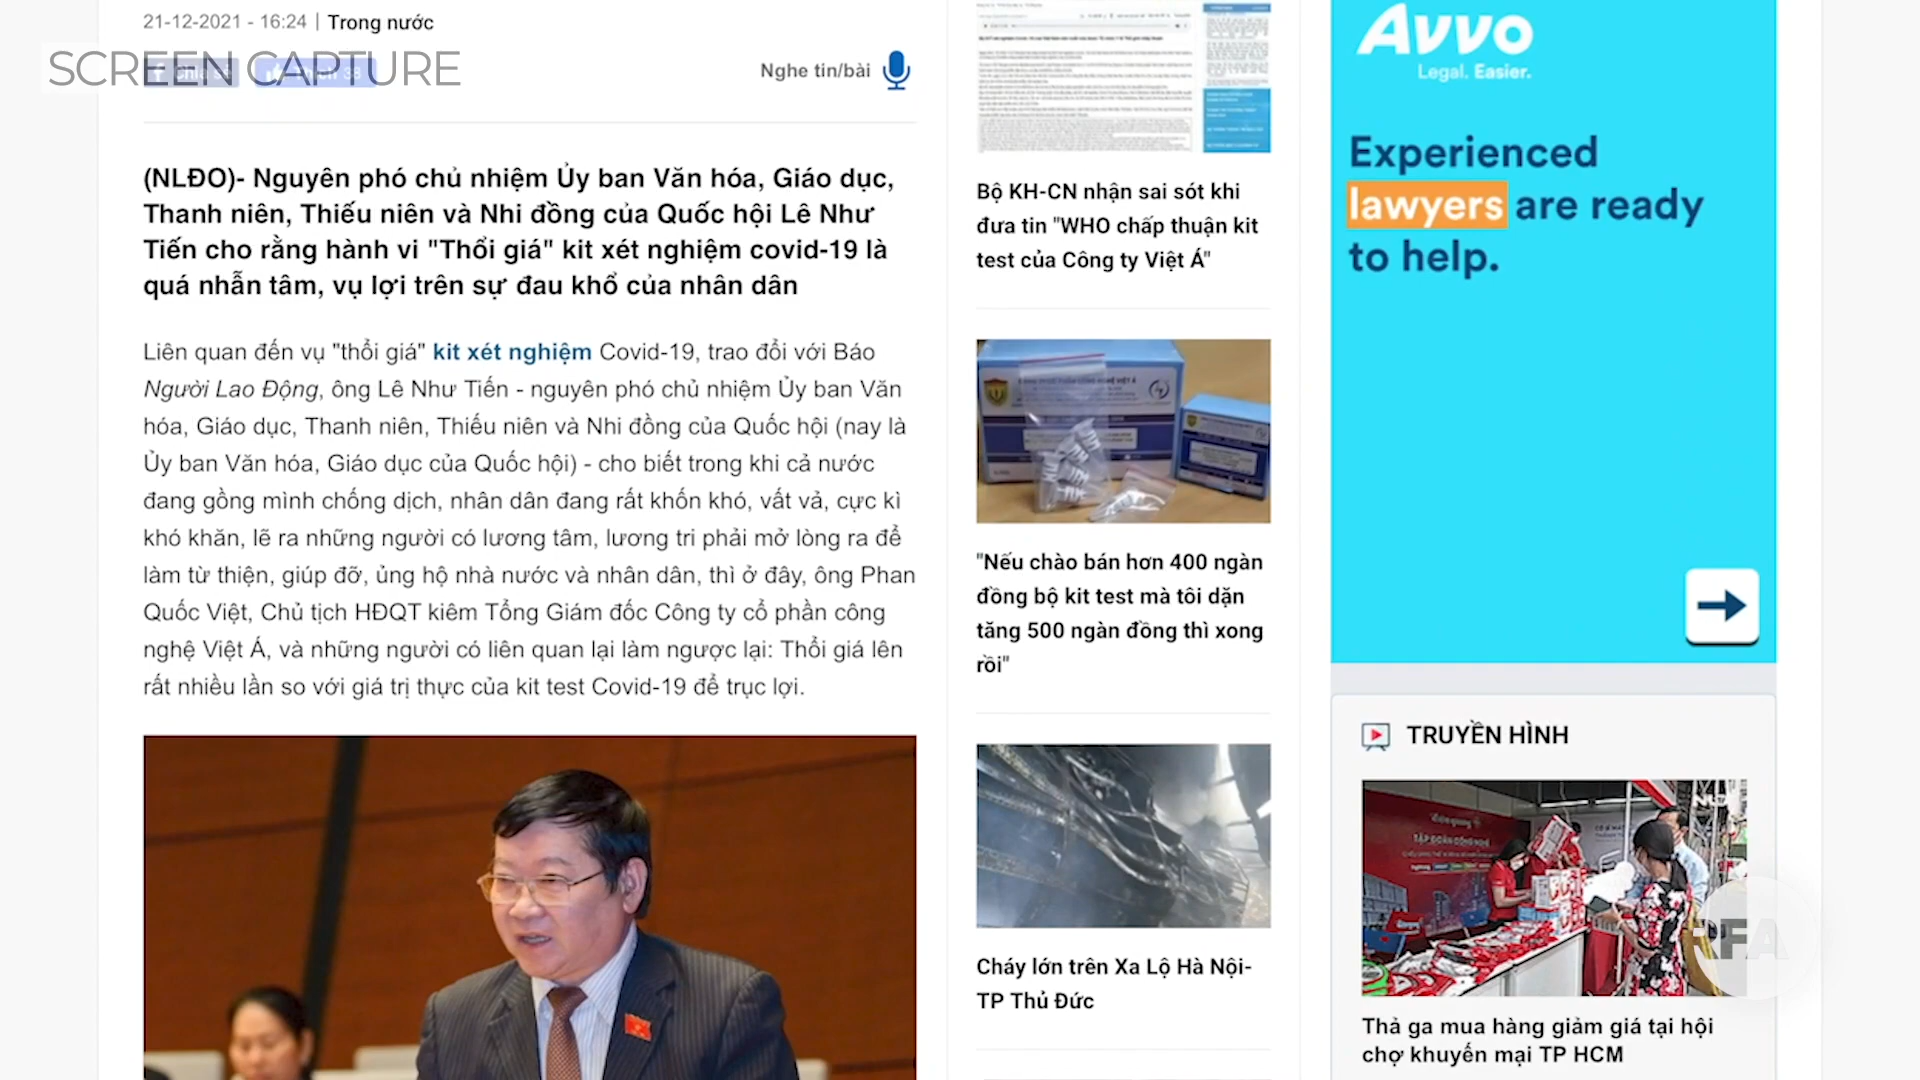 21-12-2021 - 16:24 | Trong nước
SCREEN CAPTURE
Nghe tin/bài
(NLĐO)- Nguyên phó chủ nhiệm Ủy ban Văn hóa, Giáo dục,
Thanh niên, Thiếu niên và Nhi đồng của Quốc hội Lê Như
Tiến cho rằng hành vi "Thổi giá" kit xét nghiệm covid-19 là
quá nhẫn tâm, vụ lợi trên sự đau khổ của nhân dân
Liên quan đến vụ "thổi giá" kit xét nghiệm Covid-19, trao đổi với Báo
Người Lao Động, ông Lê Như Tiến - nguyên phó chủ nhiệm Ủy ban Văn
hóa, Giáo dục, Thanh niên, Thiếu niên và Nhi đồng của Quốc hội (nay là
Ủy ban Văn hóa, Giáo dục của Quốc hội) - cho biết trong khi cả nước
đang gồng mình chống dịch, nhân dân đang rất khốn khó, vất vả, cực kì
khó khăn, lẽ ra những người có lương tâm, lương tri phải mở lòng ra để
làm từ thiện, giúp đỡ, ủng hộ nhà nước và nhân dân, thì ở đây, ông Phan
Quốc Việt, Chủ tịch HĐQT kiêm Tổng Giám đốc Công ty cổ phần công
nghệ Việt Á, và những người có liên quan lại làm ngược lại: Thổi giá lên
rất nhiều lần so với giá trị thực của kit test Covid-19 để trục lợi.
Bộ KH-CN nhận sai sót khi
đưa tin "WHO chấp thuận kit
test của Công ty Việt Á"
"Nếu chào bán hơn 400 ngàn
đồng bộ kit test mà tôi dặn
tăng 500 ngàn đồng thì xong
rồi"
Cháy lớn trên Xa Lộ Hà Nội-
TP Thủ Đức
Avvo
Legal. Easier.
Experienced
lawyers are ready
to help.
TRUYỀN HÌNH
TẬP ĐOÀN CÔNG NGHỆ
RFA
Thả ga mua hàng giảm giá tại hội
chợ khuyến mại TP HCM